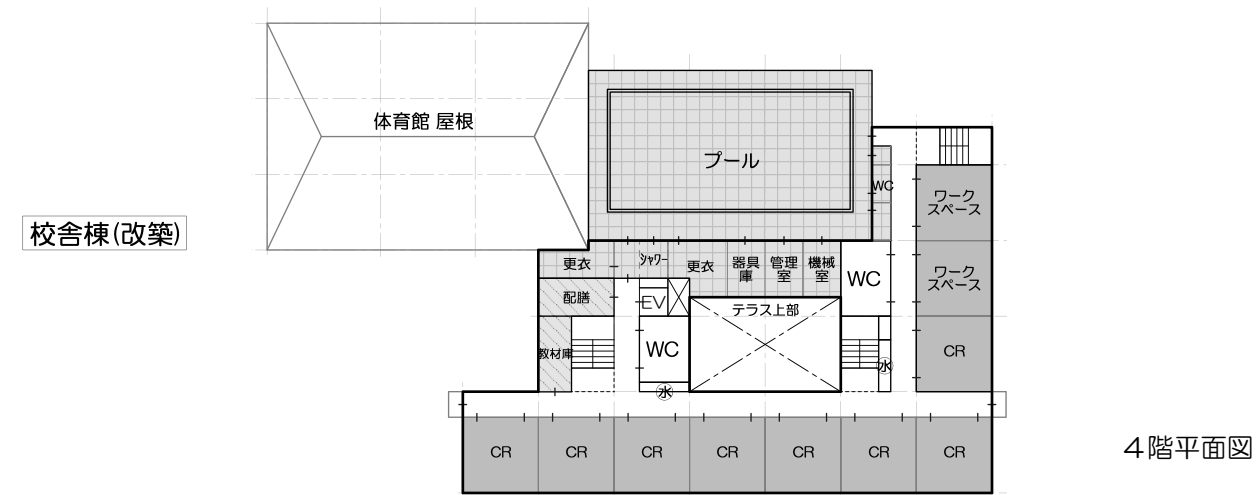 体育館 屋根
プール
校舎棟(改築)
WC
ワーク
スペース
更衣
シャワー
更衣
器具
庫
管理
室
機械
室
WC
ワーク
スペース
配膳
EV
テラス上部
教材庫
WC
水
水
CR
CR
CR
CR
CR
CR
CR
CR
4階平面図